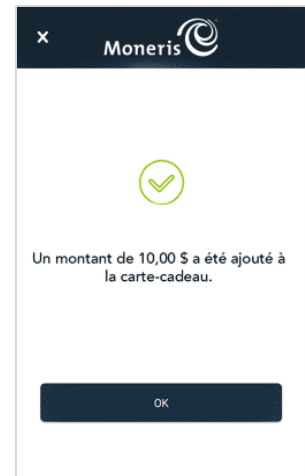 ×
Moneris
Un montant de 10,00 $ a été ajouté à
la carte-cadeau.
OK